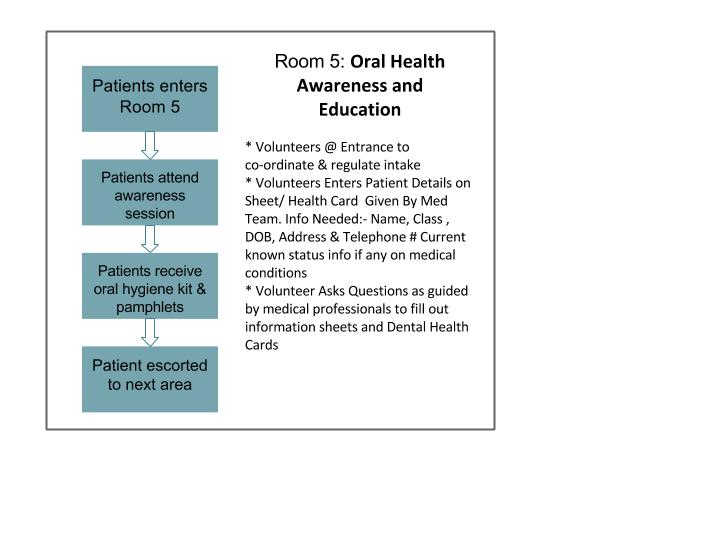 Patients enters
Room 5
Patients attend
awareness
session
Patients receive
oral hygiene kit &
pamphlets
Patient escorted
to next area
Room 5: Oral Health
Awareness and
Education
* Volunteers @ Entrance to
co-ordinate & regulate intake
* Volunteers Enters Patient Details on
Sheet/ Health Card  Given By Med
Team. Info Needed:- Name, Class ,
DOB, Address & Telephone # Current
known status info if any on medical
conditions
* Volunteer Asks Questions as guided
by medical professionals to fill out
information sheets and Dental Health
Cards